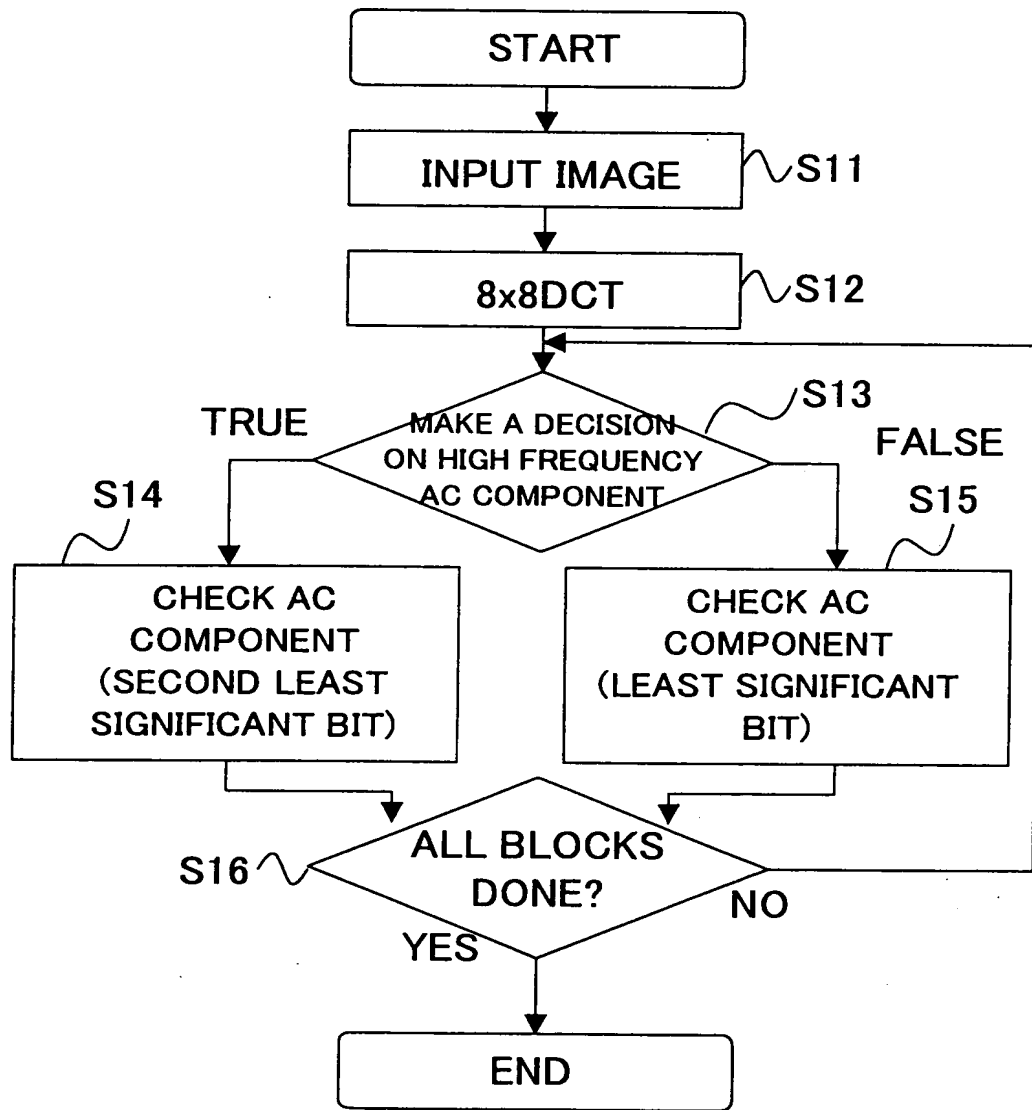 START
INPUT IMAGE
S11
8x8DCT
S12
S13
TRUE
MAKE A DECISION
ON HIGH FREQUENCY
AC COMPONENT
FALSE
S14
S15
CHECK AC
COMPONENT
(SECOND LEAST
SIGNIFICANT BIT)
CHECK AC
COMPONENT
(LEAST SIGNIFICANT
BIT)
S16
ALL BLOCKS
DONE?
NO
YES
END